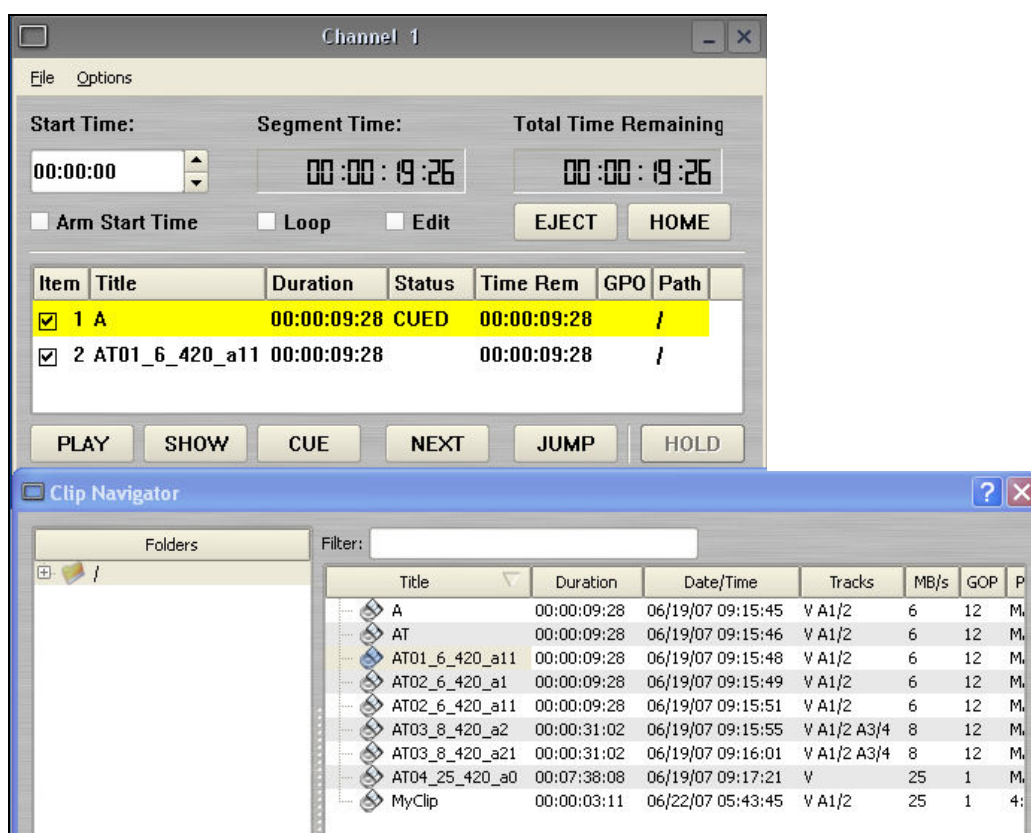 Channel 1
File Options
Start Time: Segment Time: Total Time Remaining
00:00:00 00:00:19:26 00:00:19:26
Arm Start Time Loop Edit EJECT HOME
Item Title Duration Status Time Rem GPO Path
1 A 00:00:09:28 CUED 00:00:09:28 /
2 AT01_6_420_a11 00:00:09:28 00:00:09:28 /
PLAY SHOW CUE NEXT JUMP HOLD
Clip Navigator
Folders Filter:
/
Title Duration Date/Time Tracks MB/s GOP P
A 00:00:09:28 06/19/07 09:15:45 V A1/2 6 12 M
AT 00:00:09:28 06/19/07 09:15:46 V A1/2 6 12 M
AT01_6_420_a11 00:00:09:28 06/19/07 09:15:48 V A1/2 6 12 M
AT02_6_420_a1 00:00:09:28 06/19/07 09:15:49 V A1/2 6 12 M
AT02_6_420_a11 00:00:09:28 06/19/07 09:15:51 V A1/2 6 12 M
AT03_8_420_a2 00:00:31:02 06/19/07 09:15:55 V A1/2 A3/4 8 12 M
AT03_8_420_a21 00:00:31:02 06/19/07 09:16:01 V A1/2 A3/4 8 12 M
AT04_25_420_a0 00:07:38:08 06/19/07 09:17:21 V 25 1 M
MyClip 00:00:03:11 06/22/07 05:43:45 V A1/2 25 1 4: